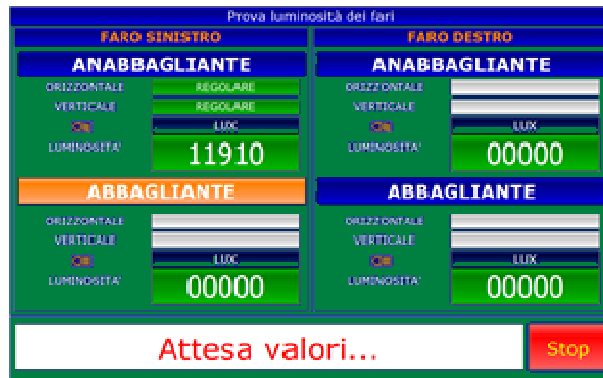 Prova luminosità dei fari
FARO SINISTRO
ANABBAGLIANTE
ORIZZONTALE REGOLARE
VERTICALE REGOLARE
LUX
LUMINOSITA' 11910
ABBAGLIANTE
ORIZZONTALE
VERTICALE
LUX
LUMINOSITA' 00000
FARO DESTRO
ANABBAGLIANTE
ORIZZONTALE
VERTICALE
LUX
LUMINOSITA' 00000
ABBAGLIANTE
ORIZZONTALE
VERTICALE
LUX
LUMINOSITA' 00000
Attesa valori...
Stop